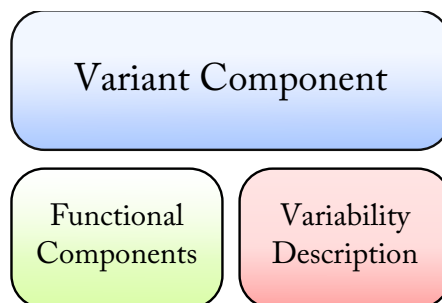 Variant Component
Functional
Components
Variability
Description